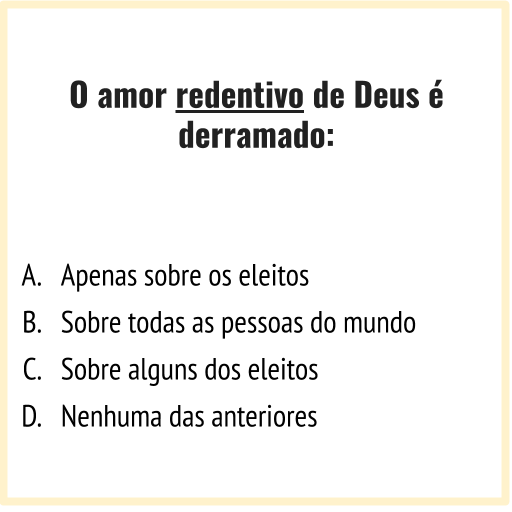 O amor redentivo de Deus é
derramado:
A. Apenas sobre os eleitos
B. Sobre todas as pessoas do mundo
C. Sobre alguns dos eleitos
D. Nenhuma das anteriores